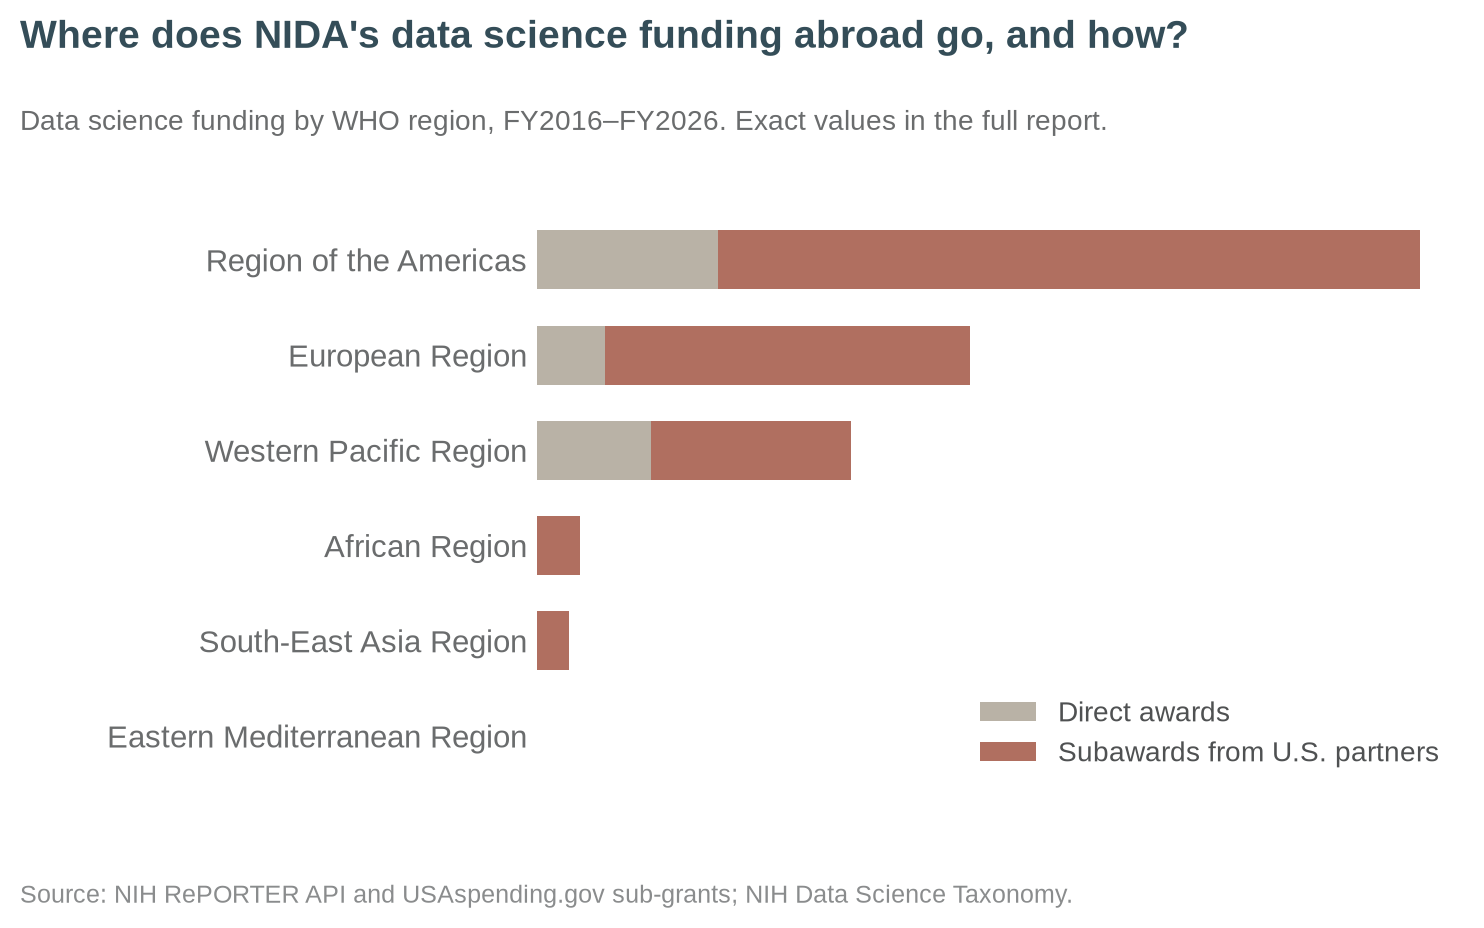 Where does NIDA's data science funding abroad go, and how?
Data science funding by WHO region, FY2016–FY2026. Exact values in the full report.
Region of the Americas
European Region
Western Pacific Region
African Region
South-East Asia Region
Eastern Mediterranean Region
Direct awards
Subawards from U.S. partners
Source: NIH RePORTER API and USAspending.gov sub-grants; NIH Data Science Taxonomy.